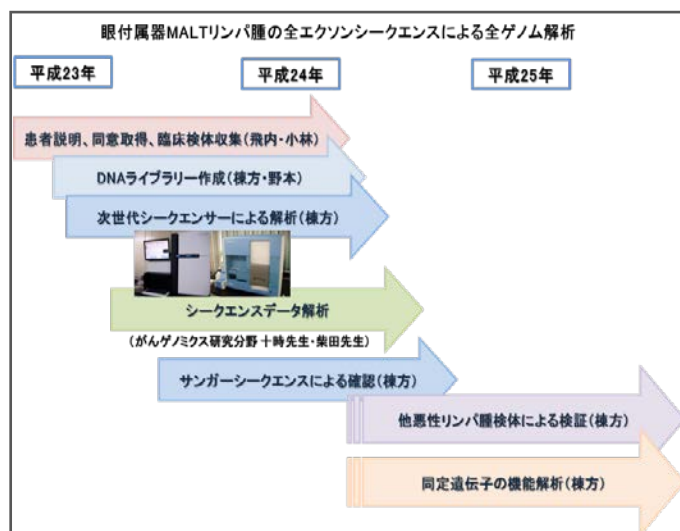 眼付属器MALTリンパ腫の全エクソンシークエンスによる全ゲノム解析
平成23年
平成24年
平成25年
患者説明、同意取得、臨床検体収集(飛内・小林)
DNAライブラリー作成(棟方・野本)
次世代シークエンサーによる解析(棟方)
シークエンスデータ解析
(がんゲノミクス研究分野 十時先生・柴田先生)
サンガーシークエンスによる確認(棟方)
他悪性リンパ腫検体による検証(棟方)
同定遺伝子の機能解析(棟方)